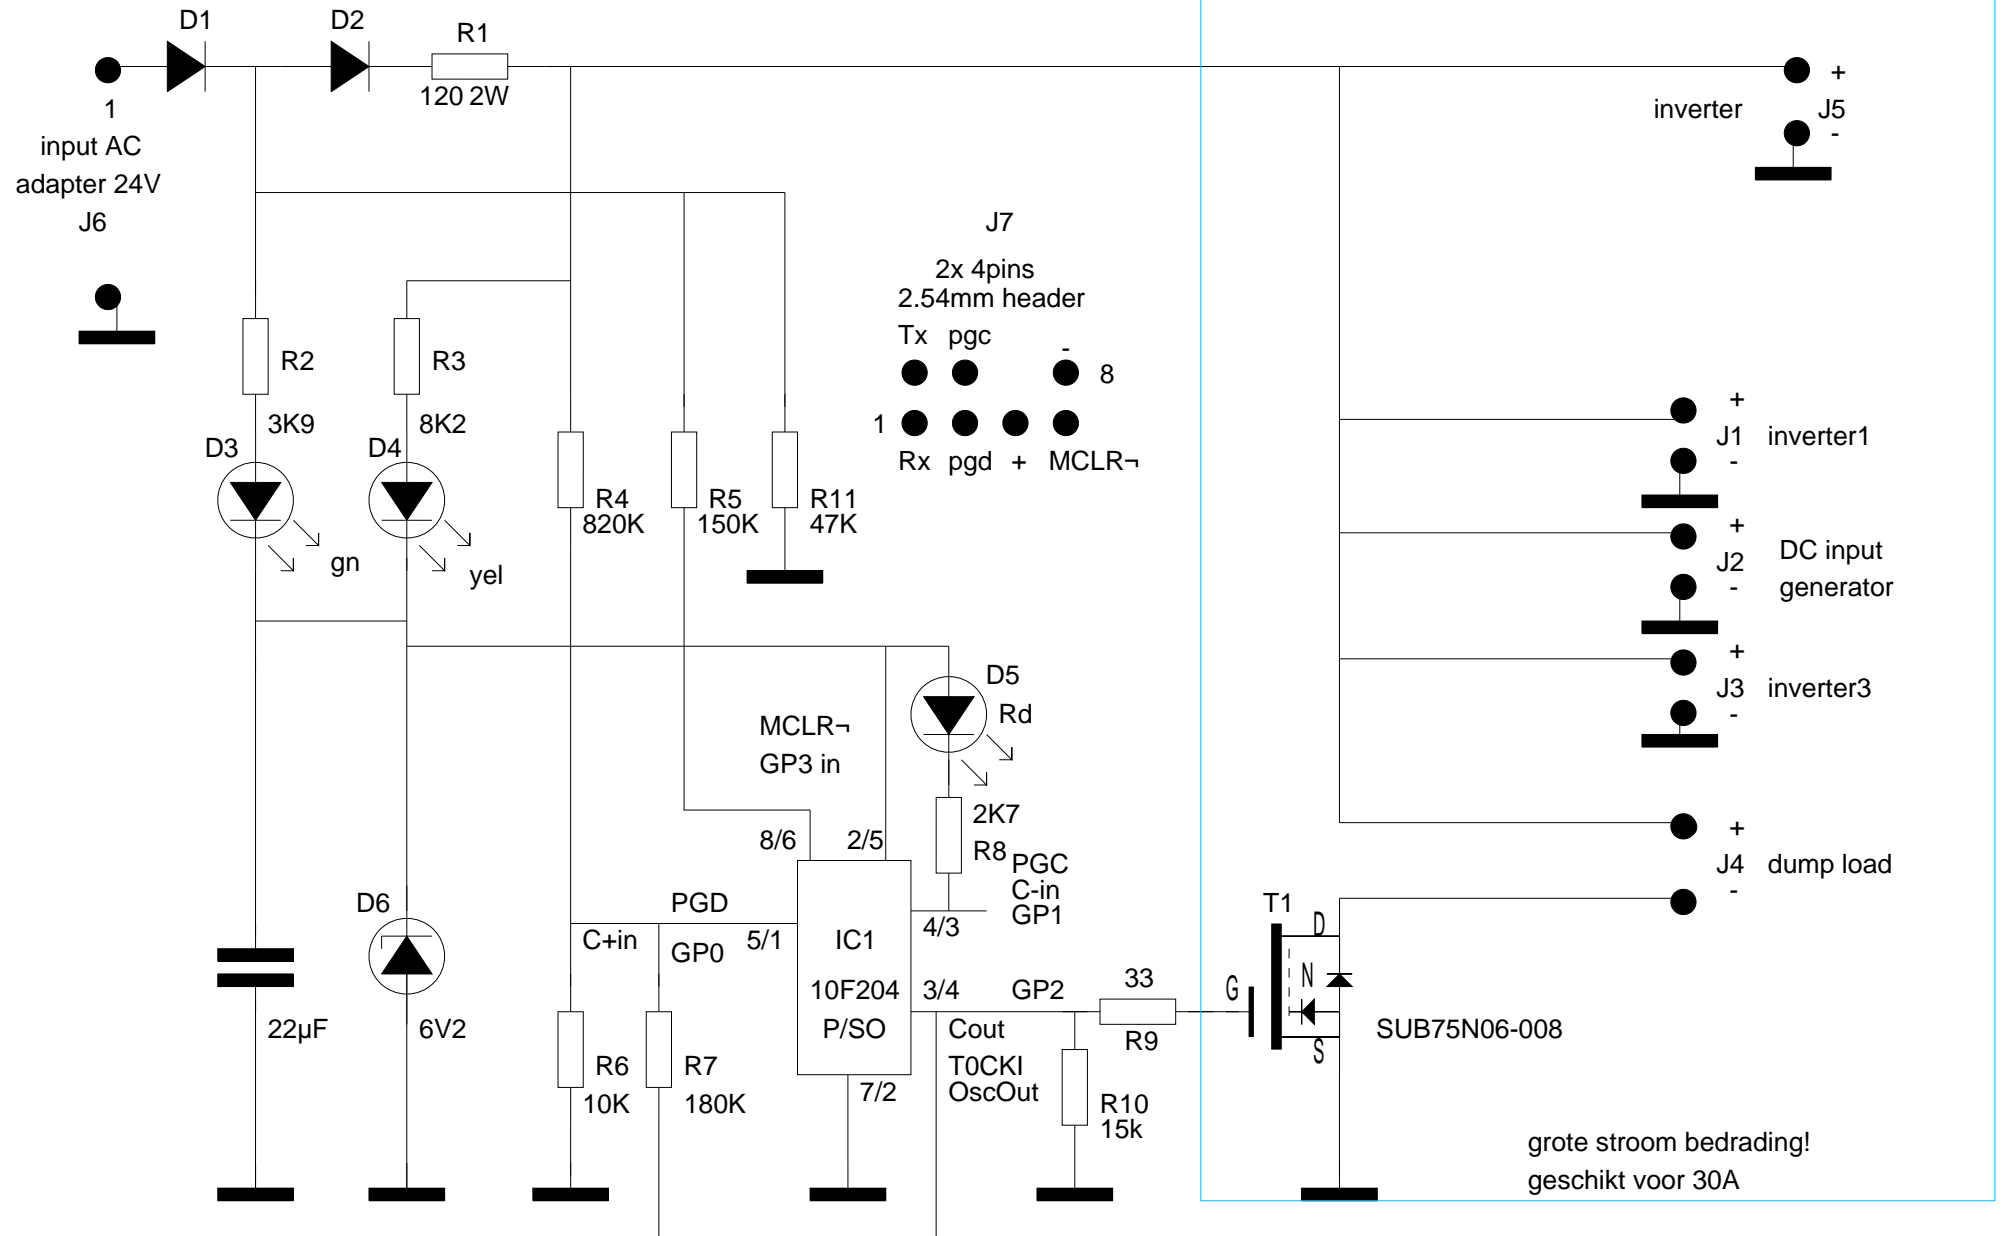 D1
D2
R1
120 2W
1
input AC
adapter 24V
J6
+
inverter
J5
-
J7
2x 4pins
2.54mm header
Tx pgc -
8
1
Rx pgd + MCLR¬
R2
3K9
R3
8K2
D3
gn
D4
yel
R4
820K
R5
150K
R11
47K
+
J1 inverter1
-
+
J2
-
DC input
generator
+
J3 inverter3
-
D5
Rd
MCLR¬
GP3 in
2K7
R8
8/6
2/5
PGC
C-in
GP1
4/3
+
J4 dump load
-
D6
6V2
22µF
PGD
C+in
GP0
5/1
IC1
10F204
P/SO
3/4
GP2
Cout
T0CKI
OscOut
7/2
33
R9
T1
D
G
N
S
SUB75N06-008
R6
10K
R7
180K
R10
15k
grote stroom bedrading!
geschikt voor 30A